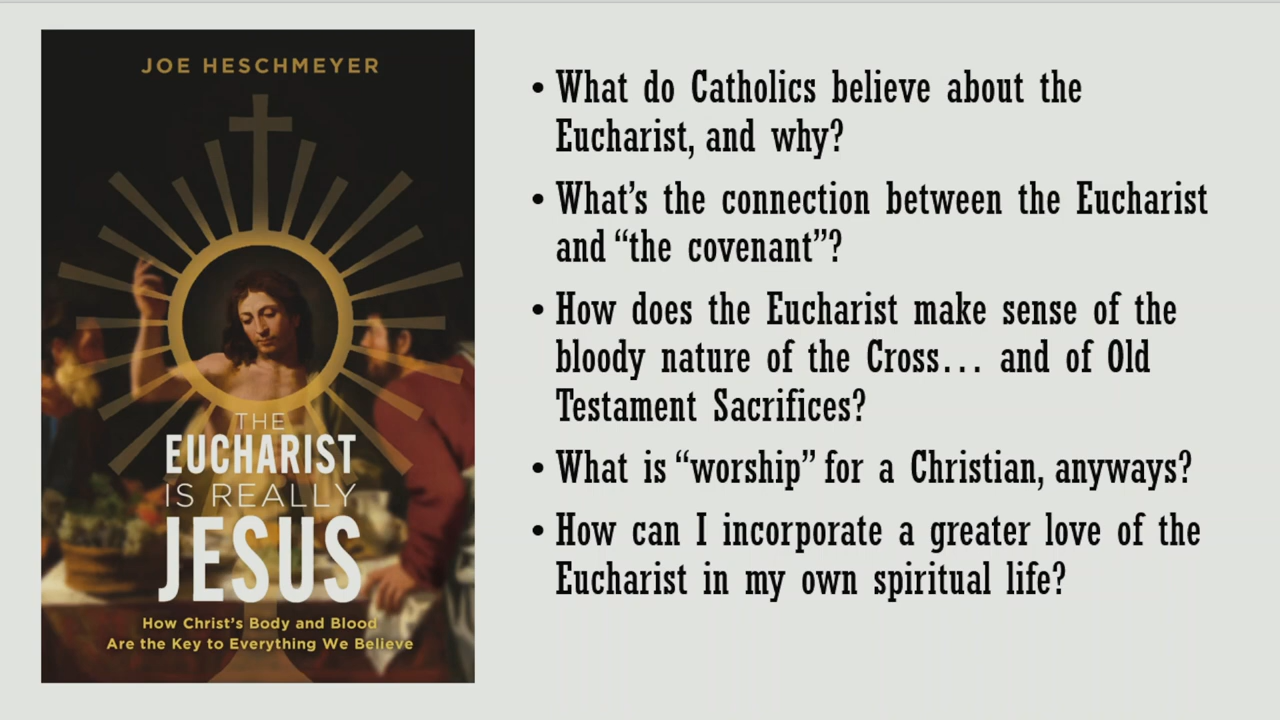 JOE HESCHMEYER
THE
EUCHARIST
IS REALLY
JESUS
How Christ's Body and Blood
Are the Key to Everything We Believe
• What do Catholics believe about the
Eucharist, and why?
• What’s the connection between the Eucharist
and “the covenant”?
• How does the Eucharist make sense of the
bloody nature of the Cross… and of Old
Testament Sacrifices?
• What is “worship” for a Christian, anyways?
• How can I incorporate a greater love of the
Eucharist in my own spiritual life?